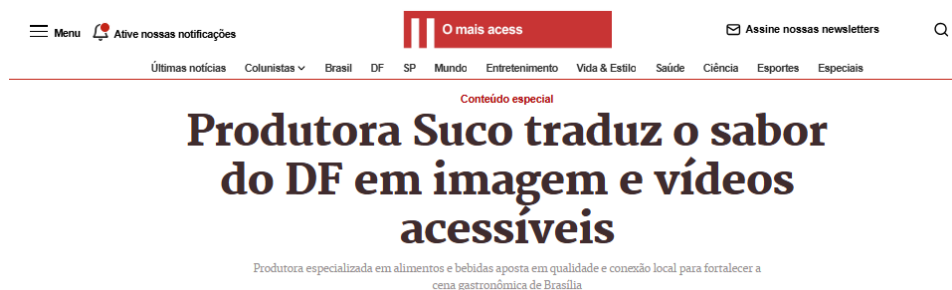 Menu
Ative nossas notificações
O mais acess
Assine nossas newsletters
Últimas notícias Colunistas Brasil DF SP Mundo Entretenimento Vida & Estilo Saúde Ciência Esportes Especiais
Conteúdo especial
Produtora Suco traduz o sabor
do DF em imagem e vídeos
acessíveis
Produtora especializada em alimentos e bebidas aposta em qualidade e conexão local para fortalecer a
cena gastronômica de Brasília